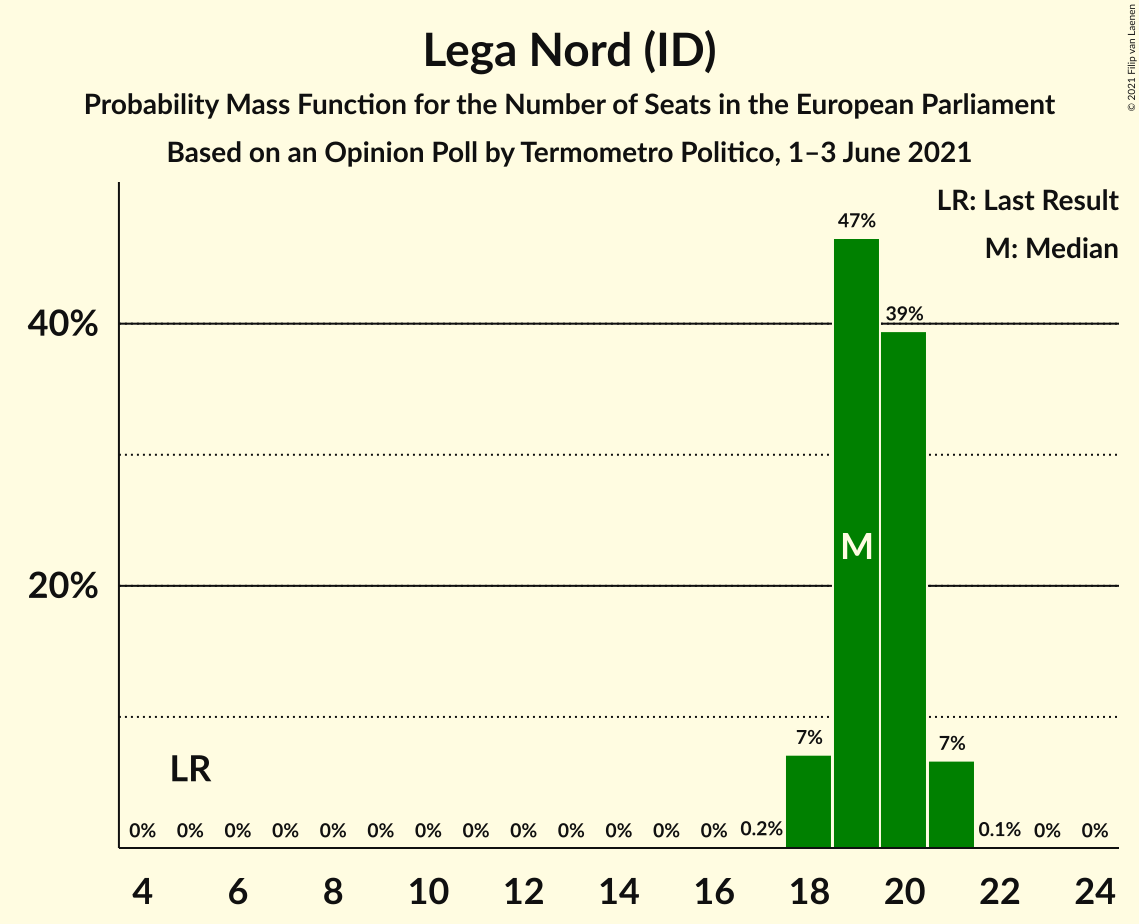 Lega Nord (ID)
Probability Mass Function for the Number of Seats in the European Parliament
Based on an Opinion Poll by Termometro Politico, 1–3 June 2021
© 2021 Filip van Laenen
LR: Last Result
M: Median
47%
39%
40%
M
20%
7%
7%
LR
0% 0% 0% 0% 0% 0% 0% 0% 0% 0% 0% 0% 0% 0.2% 0.1% 0% 0%
4 6 8 10 12 14 16 18 20 22 24